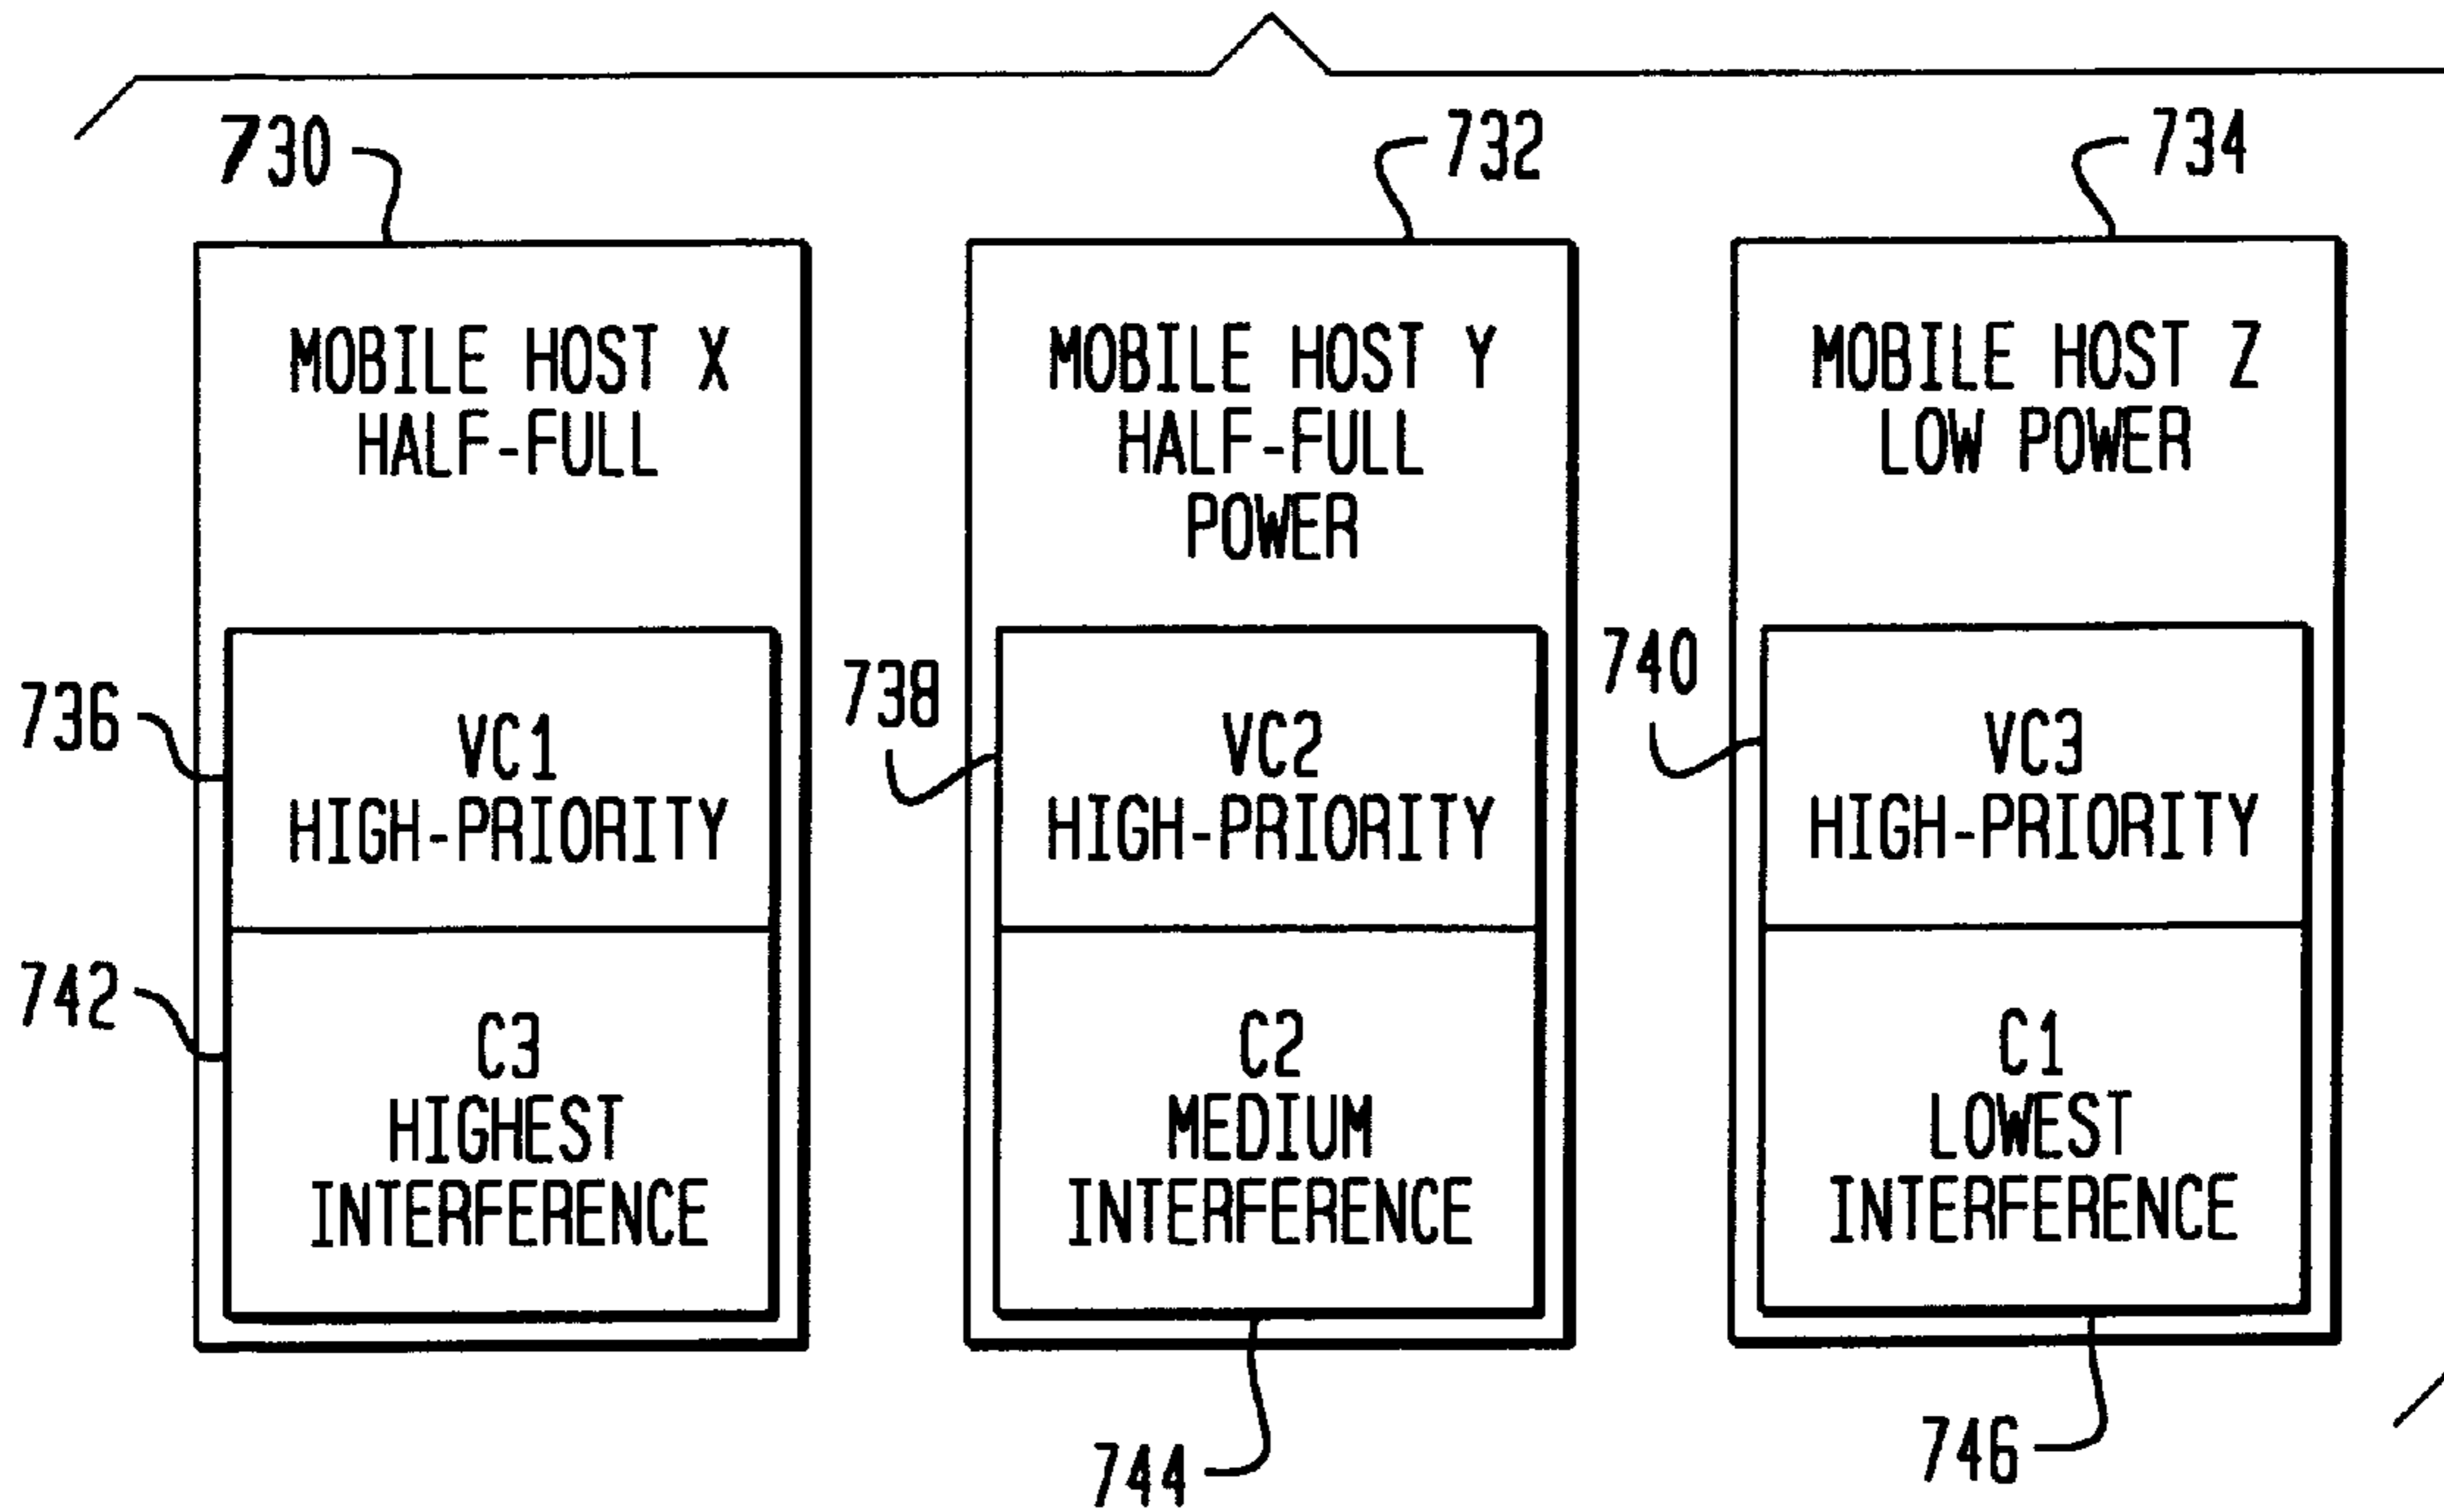 730
732
734
MOBILE HOST X
HALF-FULL
MOBILE HOST Y
HALF-FULL
POWER
MOBILE HOST Z
LOW POWER
736
VC1
HIGH-PRIORITY
738
VC2
HIGH-PRIORITY
740
VC3
HIGH-PRIORITY
742
C3
HIGHEST
INTERFERENCE
C2
MEDIUM
INTERFERENCE
C1
LOWEST
INTERFERENCE
744
746